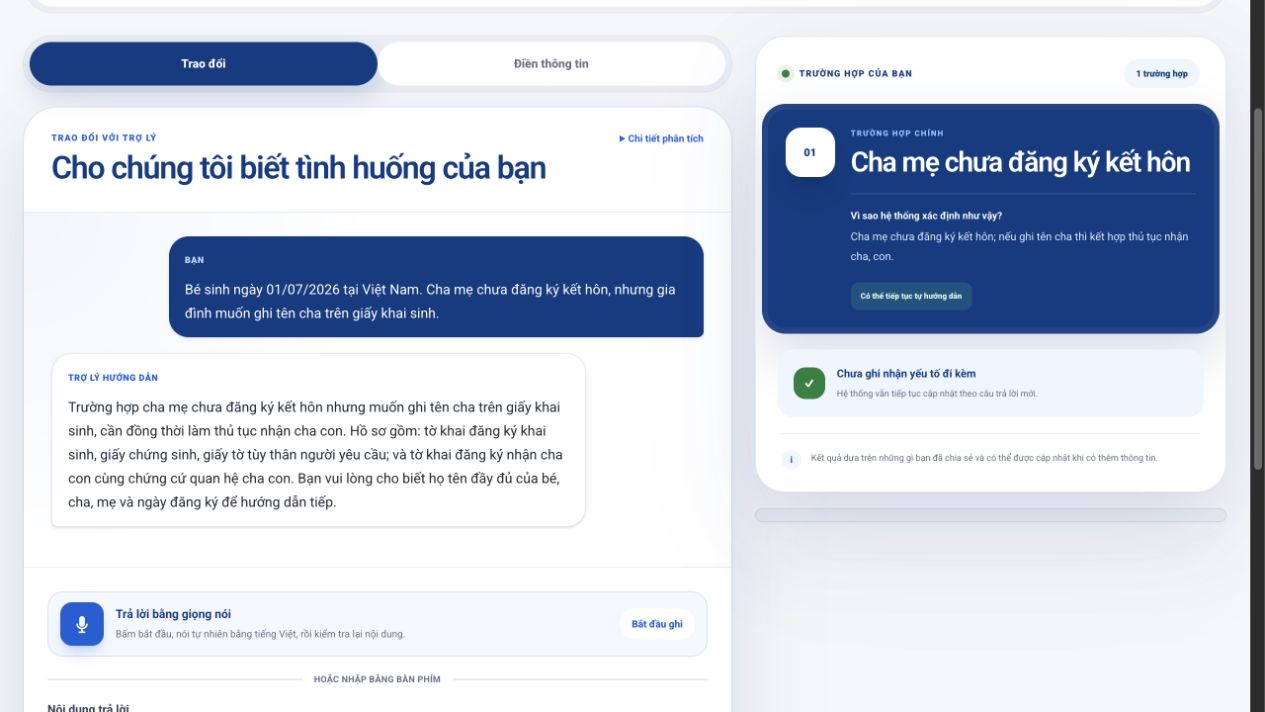 Trao đổi
Điền thông tin
TRAO ĐỔI VỚI TRỢ LÝ
▶ Chi tiết phân tích
Cho chúng tôi biết tình huống của bạn
BẠN
Bé sinh ngày 01/07/2026 tại Việt Nam. Cha mẹ chưa đăng ký kết hôn, nhưng gia
đình muốn ghi tên cha trên giấy khai sinh.
TRỢ LÝ HƯỚNG DẪN
Trường hợp cha mẹ chưa đăng ký kết hôn nhưng muốn ghi tên cha trên giấy khai
sinh, cần đồng thời làm thủ tục nhận cha con. Hồ sơ gồm: tờ khai đăng ký khai
sinh, giấy chứng sinh, giấy tờ tùy thân người yêu cầu; và tờ khai đăng ký nhận cha
con cùng chứng cứ quan hệ cha con. Bạn vui lòng cho biết họ tên đầy đủ của bé,
cha, mẹ và ngày đăng ký để hướng dẫn tiếp.
Trả lời bằng giọng nói
Bấm bắt đầu, nói tự nhiên bằng tiếng Việt, rồi kiểm tra lại nội dung.
Bắt đầu ghi
HOẶC NHẬP BẰNG BÀN PHÍM
Nội dung trả lời
TRƯỜNG HỢP CỦA BẠN
1 trường hợp
01
TRƯỜNG HỢP CHÍNH
Cha mẹ chưa đăng ký kết hôn
Vì sao hệ thống xác định như vậy?
Cha mẹ chưa đăng ký kết hôn; nếu ghi tên cha thì kết hợp thủ tục nhận
cha, con.
Có thể tiếp tục tự hướng dẫn
Chưa ghi nhận yếu tố đi kèm
Hệ thống vẫn tiếp tục cập nhật theo câu trả lời mới.
i
Kết quả dựa trên những gì bạn đã chia sẻ và có thể được cập nhật khi có thêm thông tin.